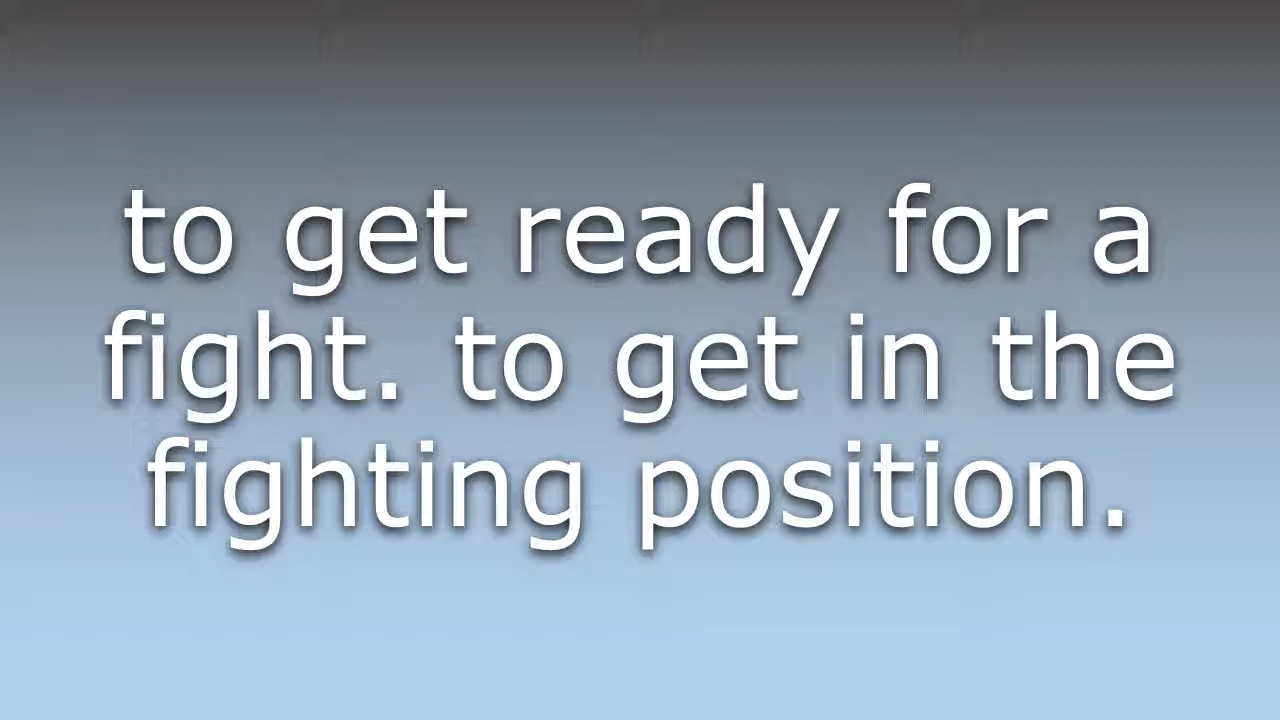 to get ready for a
fight. to get in the
fighting position.